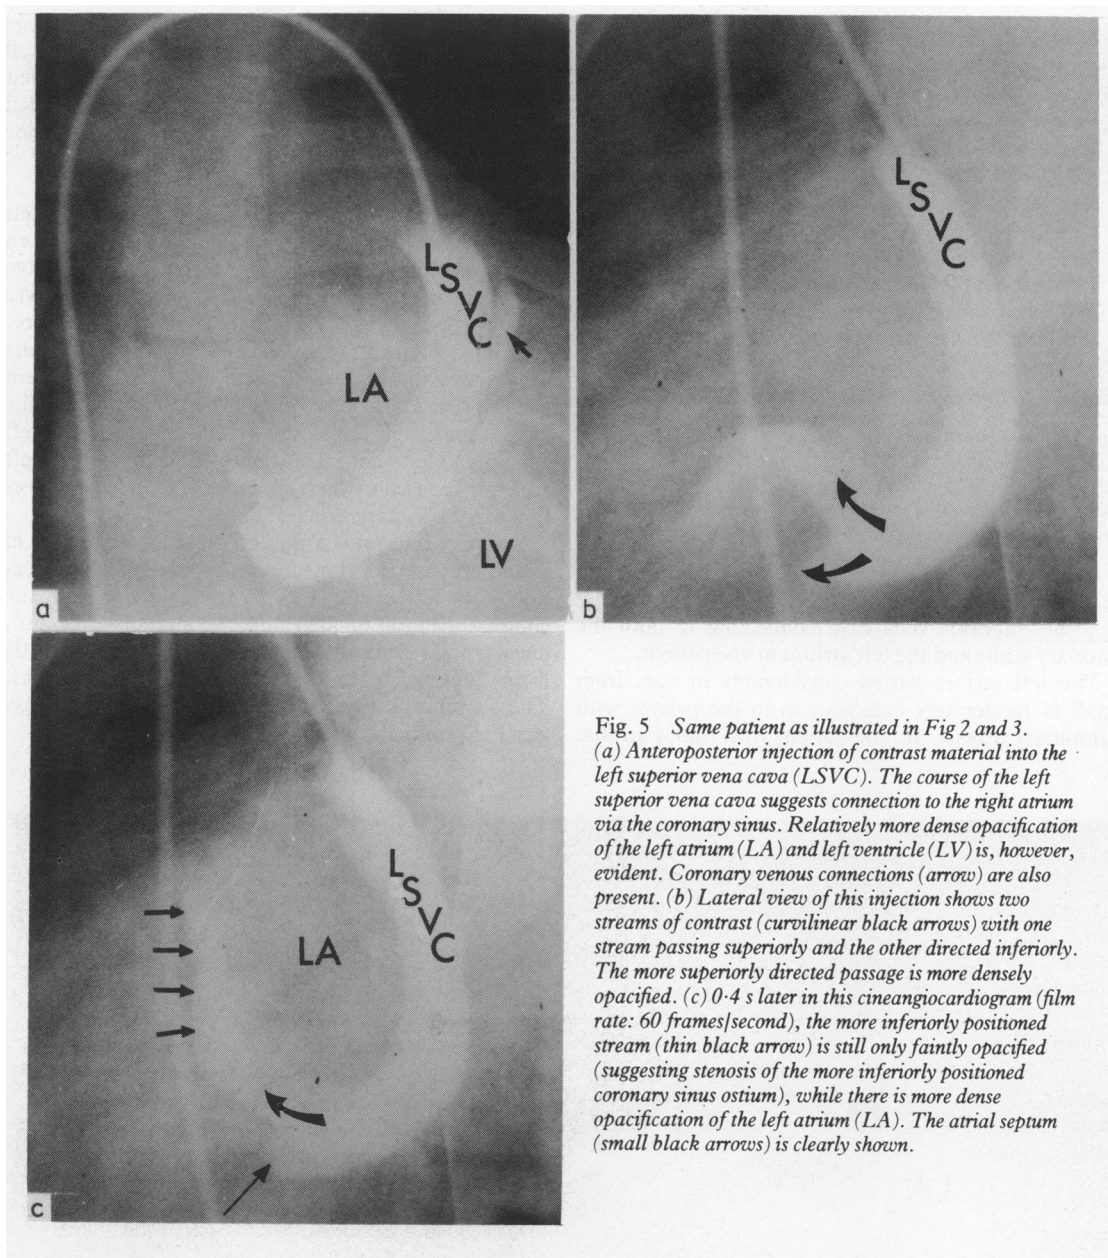 L
S
V
C
LA
LV
a
L
S
V
C
b
L
S
V
C
LA
c
Fig. 5 Same patient as illustrated in Fig 2 and 3.
(a) Anteroposterior injection of contrast material into the
left superior vena cava (LSVC). The course of the left
superior vena cava suggests connection to the right atrium
via the coronary sinus. Relatively more dense opacification
of the left atrium (LA) and left ventricle (LV) is, however,
evident. Coronary venous connections (arrow) are also
present. (b) Lateral view of this injection shows two
streams of contrast (curvilinear black arrows) with one
stream passing superiorly and the other directed inferiorly.
The more superiorly directed passage is more densely
opacified. (c) 0·4 s later in this cineangiocardiogram (film
rate: 60 frames/second), the more inferiorly positioned
stream (thin black arrow) is still only faintly opacified
(suggesting stenosis of the more inferiorly positioned
coronary sinus ostium), while there is more dense
opacification of the left atrium (LA). The atrial septum
(small black arrows) is clearly shown.